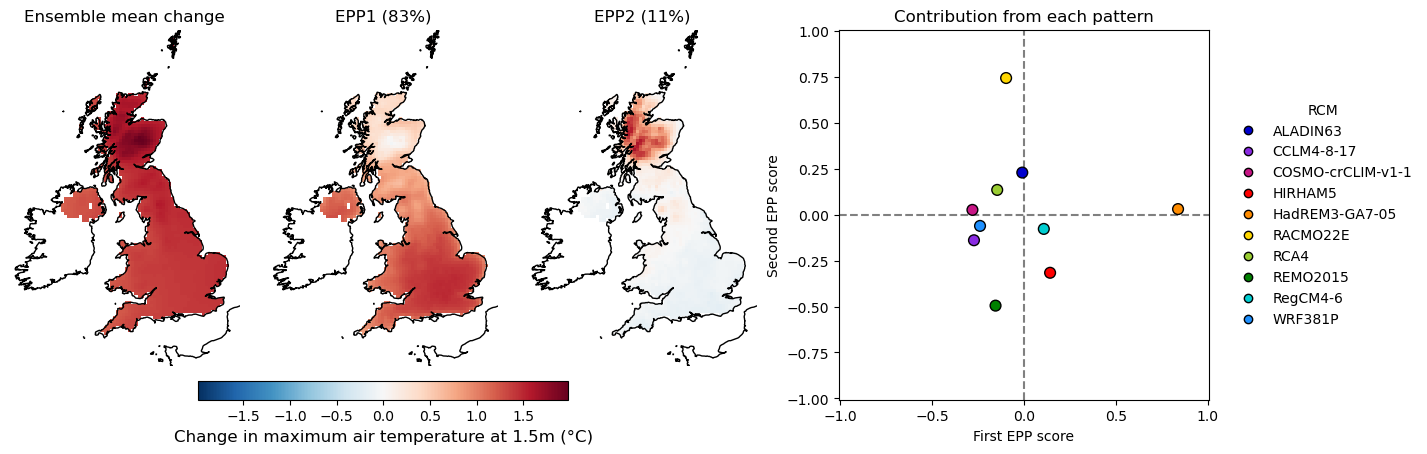 Ensemble mean change
EPP1 (83%)
EPP2 (11%)
Contribution from each pattern
1.00
0.75
0.50
0.25
0.00
−0.25
−0.50
−0.75
−1.00
Second EPP score
−1.0
−0.5
0.0
0.5
1.0
First EPP score
RCM
ALADIN63
CCLM4-8-17
COSMO-crCLIM-v1-1
HIRHAM5
HadREM3-GA7-05
RACMO22E
RCA4
REMO2015
RegCM4-6
WRF381P
−1.5
−1.0
−0.5
0.0
0.5
1.0
1.5
Change in maximum air temperature at 1.5m (°C)